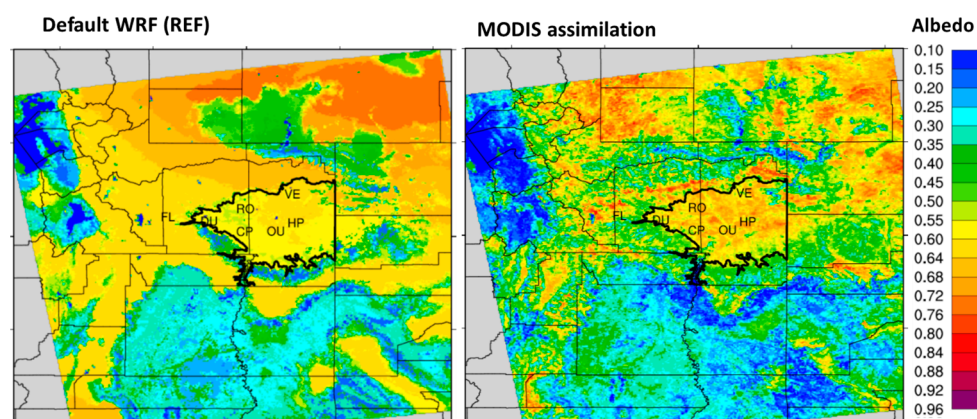 Default WRF (REF)
MODIS assimilation
Albedo
FL
DU
RO
VE
CP
OU
HP
FL
DU
RO
VE
CP
OU
HP
0.10
0.15
0.20
0.25
0.30
0.35
0.40
0.45
0.50
0.55
0.60
0.64
0.68
0.72
0.76
0.80
0.84
0.88
0.92
0.96